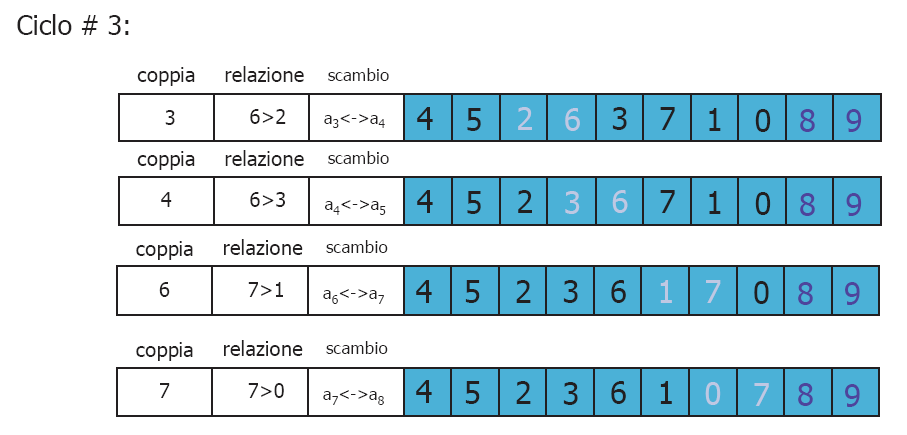 Ciclo # 3:
coppia relazione scambio
3 6>2 a₃<->a₄ 4 5 2 6 3 7 1 0 8 9
coppia relazione scambio
4 6>3 a₄<->a₅ 4 5 2 3 6 7 1 0 8 9
coppia relazione scambio
6 7>1 a₆<->a₇ 4 5 2 3 6 1 7 0 8 9
coppia relazione scambio
7 7>0 a₇<->a₈ 4 5 2 3 6 1 0 7 8 9